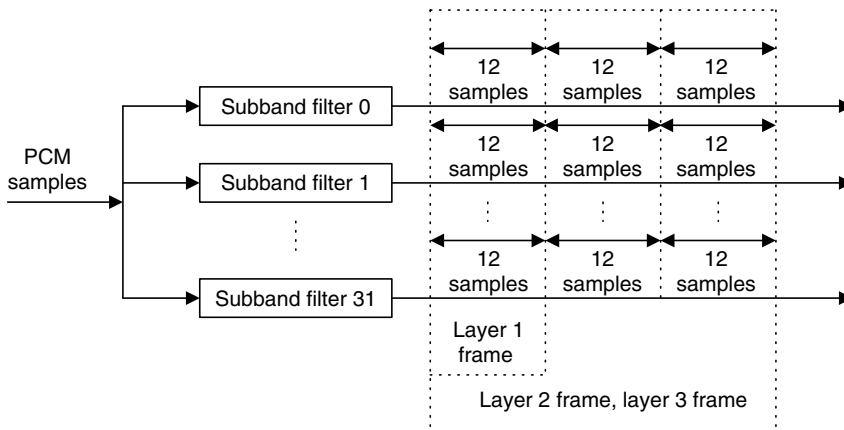 12 samples
12 samples
12 samples
Subband filter 0
PCM samples
12 samples
12 samples
12 samples
Subband filter 1
12 samples
12 samples
12 samples
Subband filter 31
Layer 1 frame
Layer 2 frame, layer 3 frame